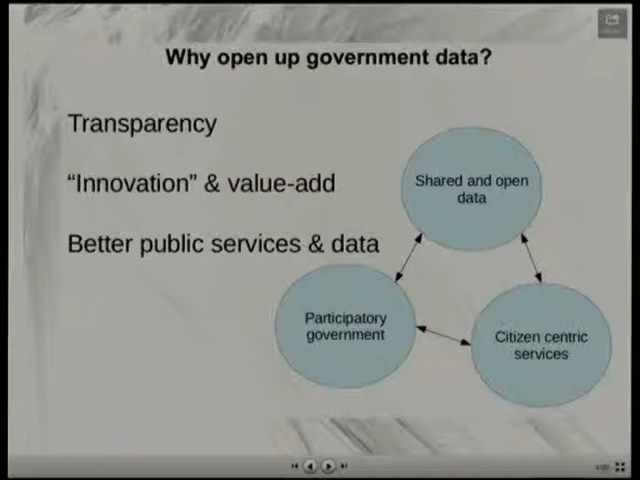 Why open up government data?
Transparency
“Innovation” & value-add
Better public services & data
Shared and open
data
Participatory
government
Citizen centric
services